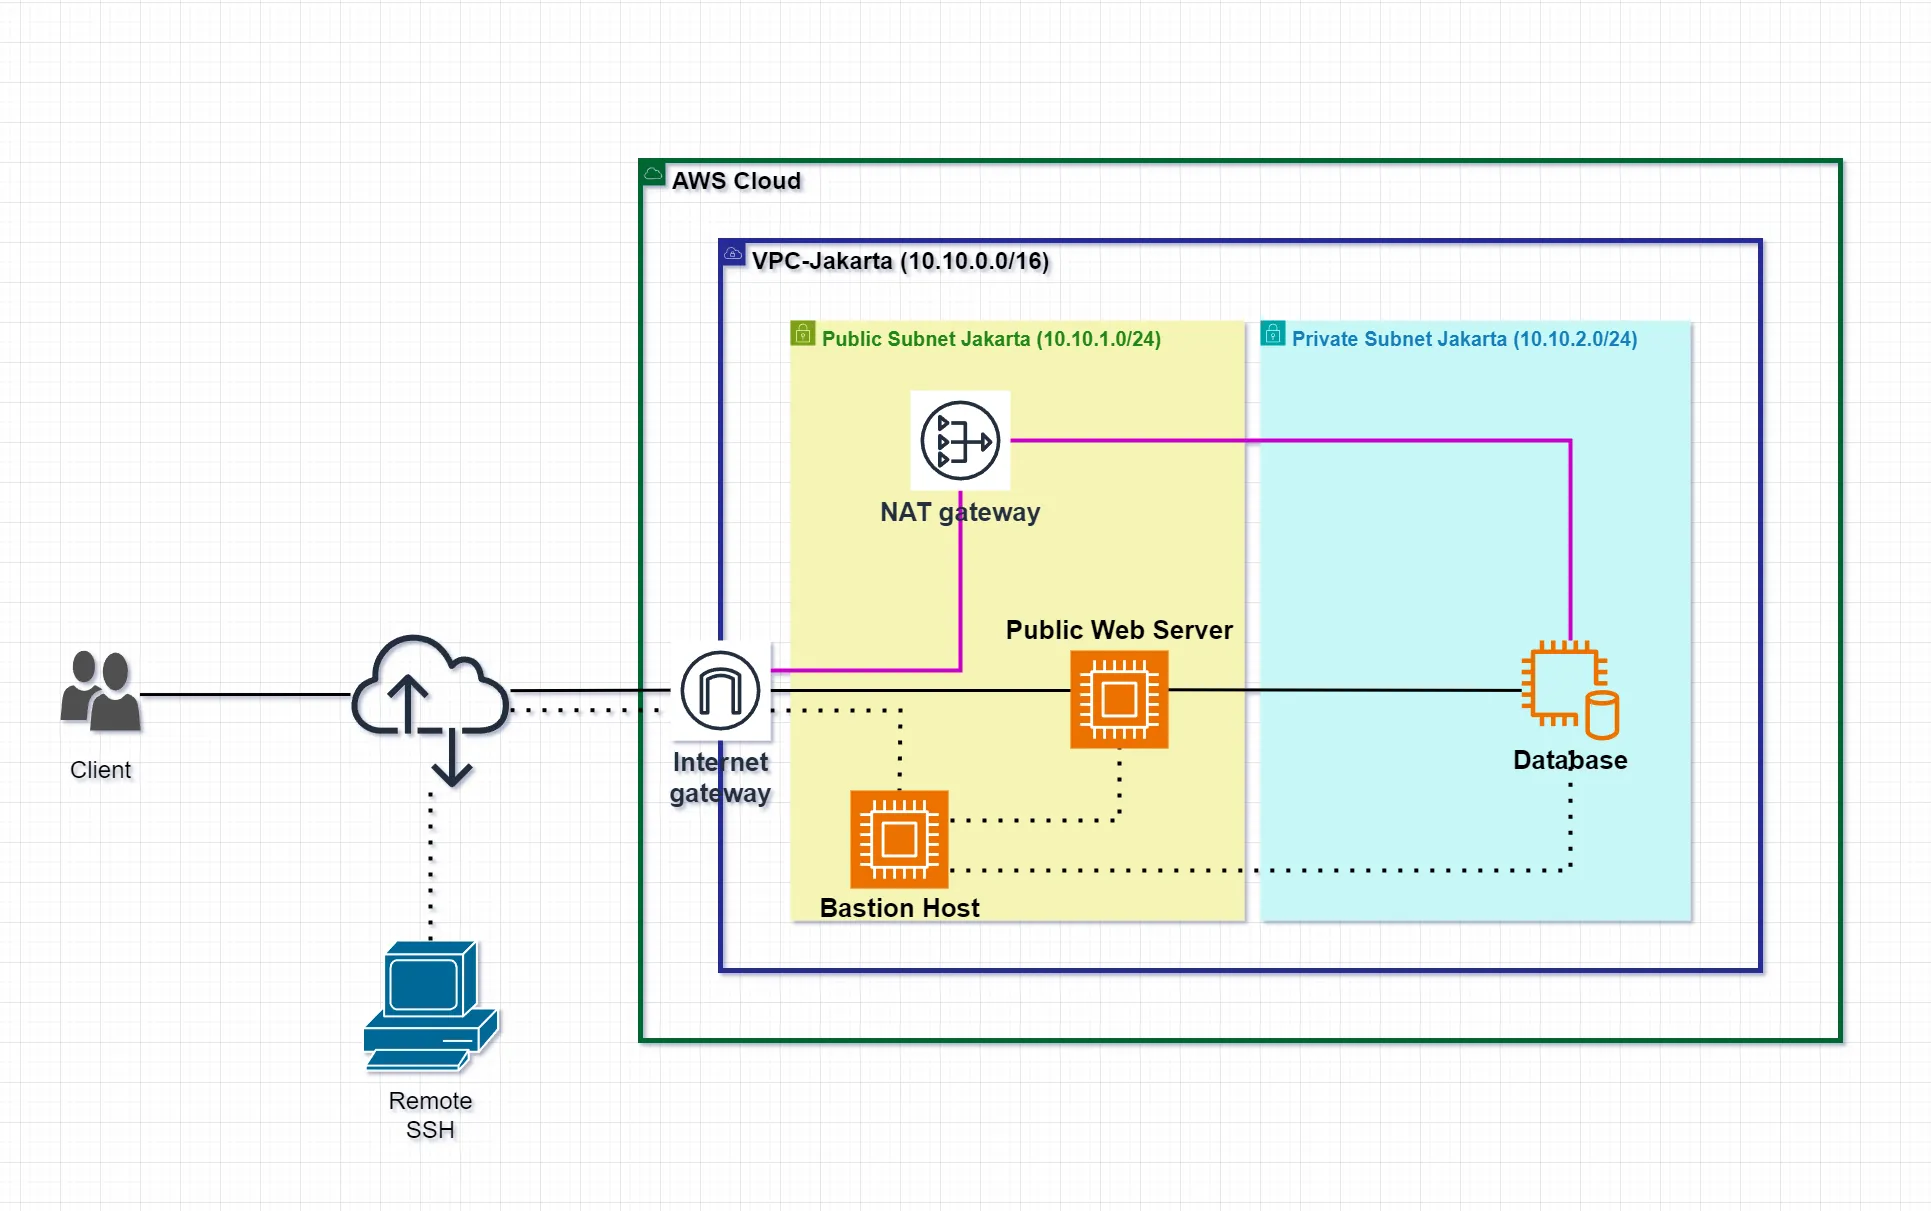 AWS Cloud
VPC-Jakarta (10.10.0.0/16)
Public Subnet Jakarta (10.10.1.0/24)
Private Subnet Jakarta (10.10.2.0/24)
NAT gateway
Public Web Server
Internet
gateway
Database
Client
Bastion Host
Remote
SSH